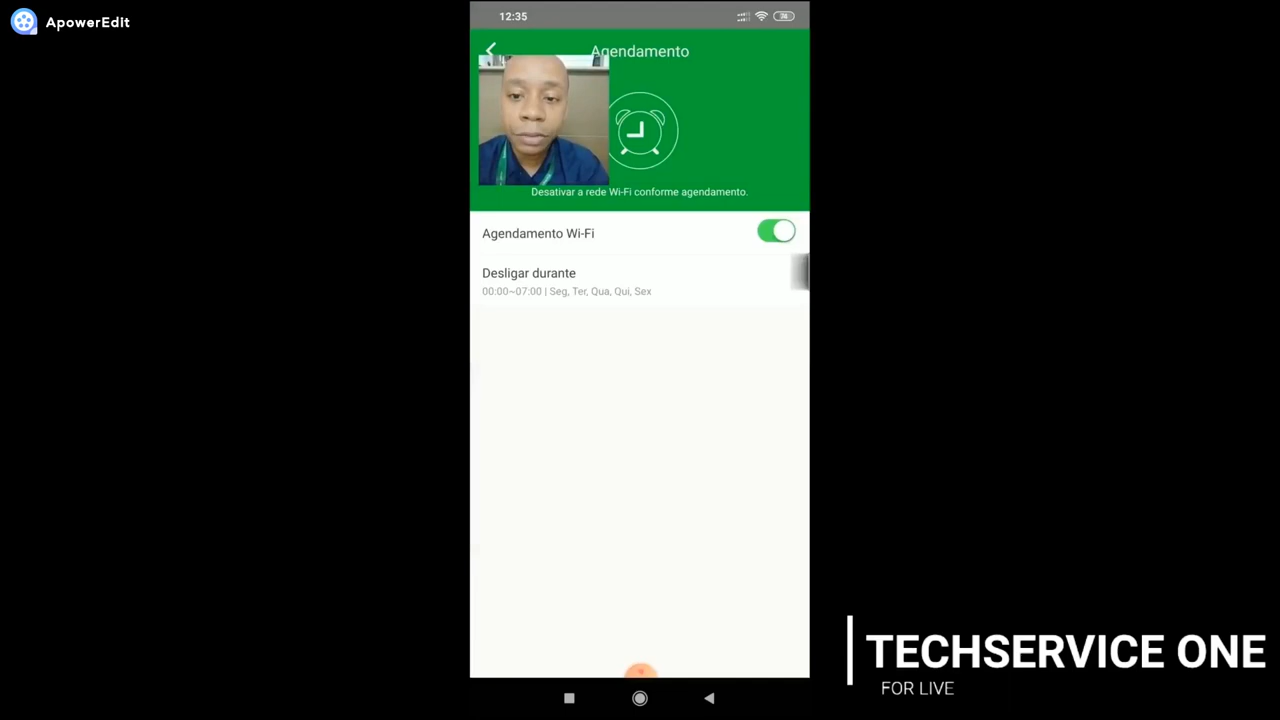 ApowerEdit
12:35
Agendamento
Desativar a rede Wi-Fi conforme agendamento.
Agendamento Wi-Fi
Desligar durante
00:00~07:00 | Seg, Ter, Qua, Qui, Sex
TECHSERVICE ONE
FOR LIVE